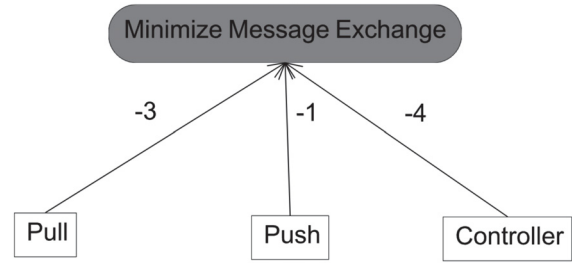 Minimize Message Exchange
-3
-1
-4
Pull
Push
Controller